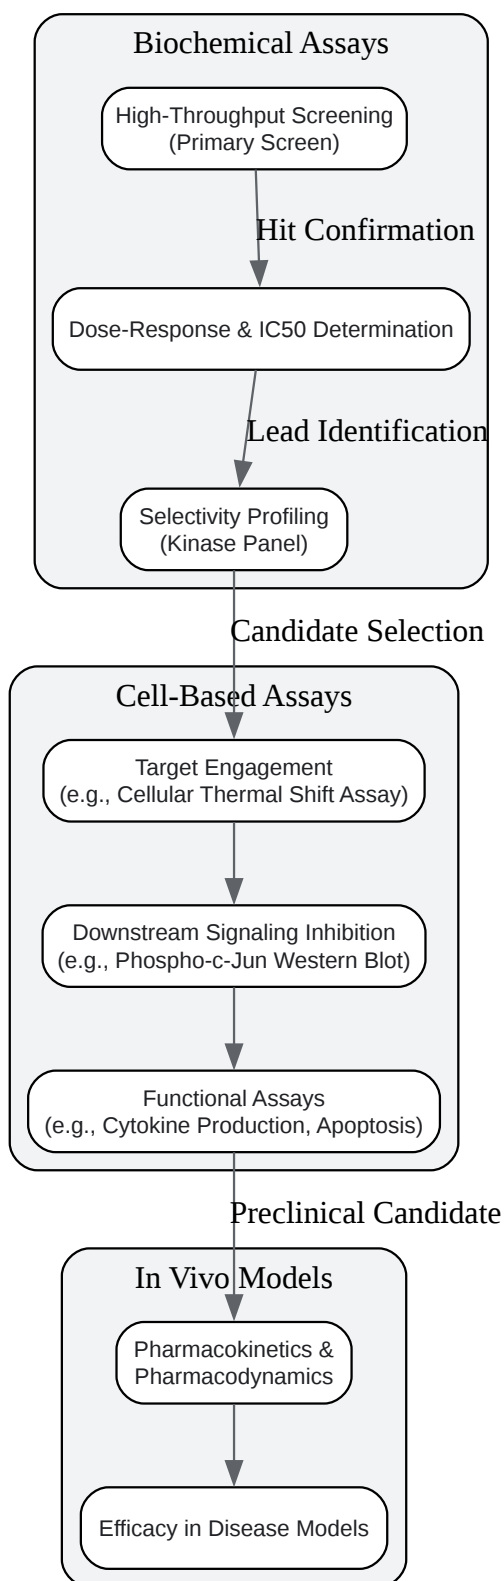 Biochemical Assays
High-Throughput Screening
(Primary Screen)
Hit Confirmation
Dose-Response & IC50 Determination
Lead Identification
Selectivity Profiling
(Kinase Panel)
Candidate Selection
Cell-Based Assays
Target Engagement
(e.g., Cellular Thermal Shift Assay)
Downstream Signaling Inhibition
(e.g., Phospho-c-Jun Western Blot)
Functional Assays
(e.g., Cytokine Production, Apoptosis)
Preclinical Candidate
In Vivo Models
Pharmacokinetics &
Pharmacodynamics
Efficacy in Disease Models